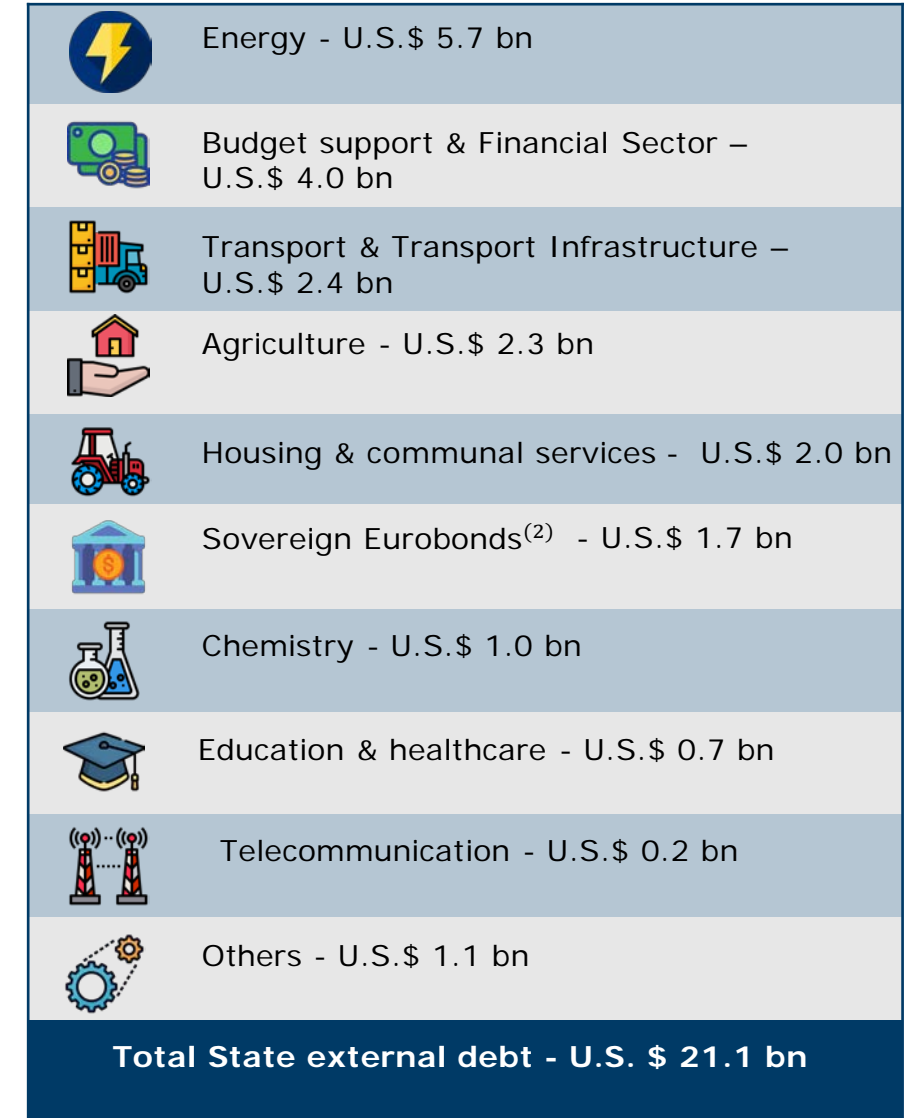 Energy - U.S.$ 5.7 bn
Budget support & Financial Sector –
U.S.$ 4.0 bn
Transport & Transport Infrastructure –
U.S.$ 2.4 bn
Agriculture - U.S.$ 2.3 bn
Housing & communal services - U.S.$ 2.0 bn
Sovereign Eurobonds⁽²⁾ - U.S.$ 1.7 bn
Chemistry - U.S.$ 1.0 bn
Education & healthcare - U.S.$ 0.7 bn
Telecommunication - U.S.$ 0.2 bn
Others - U.S.$ 1.1 bn
Total State external debt - U.S. $ 21.1 bn